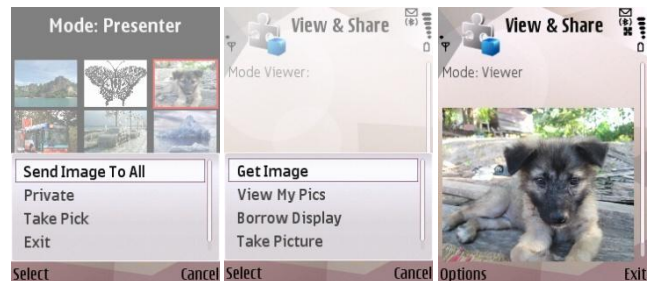 Mode: Presenter
Send Image To All
Private
Take Pick
Exit
Select Cancel
View & Share
Mode Viewer:
Get Image
View My Pics
Borrow Display
Take Picture
Select Cancel
View & Share
Mode: Viewer
Options Exit